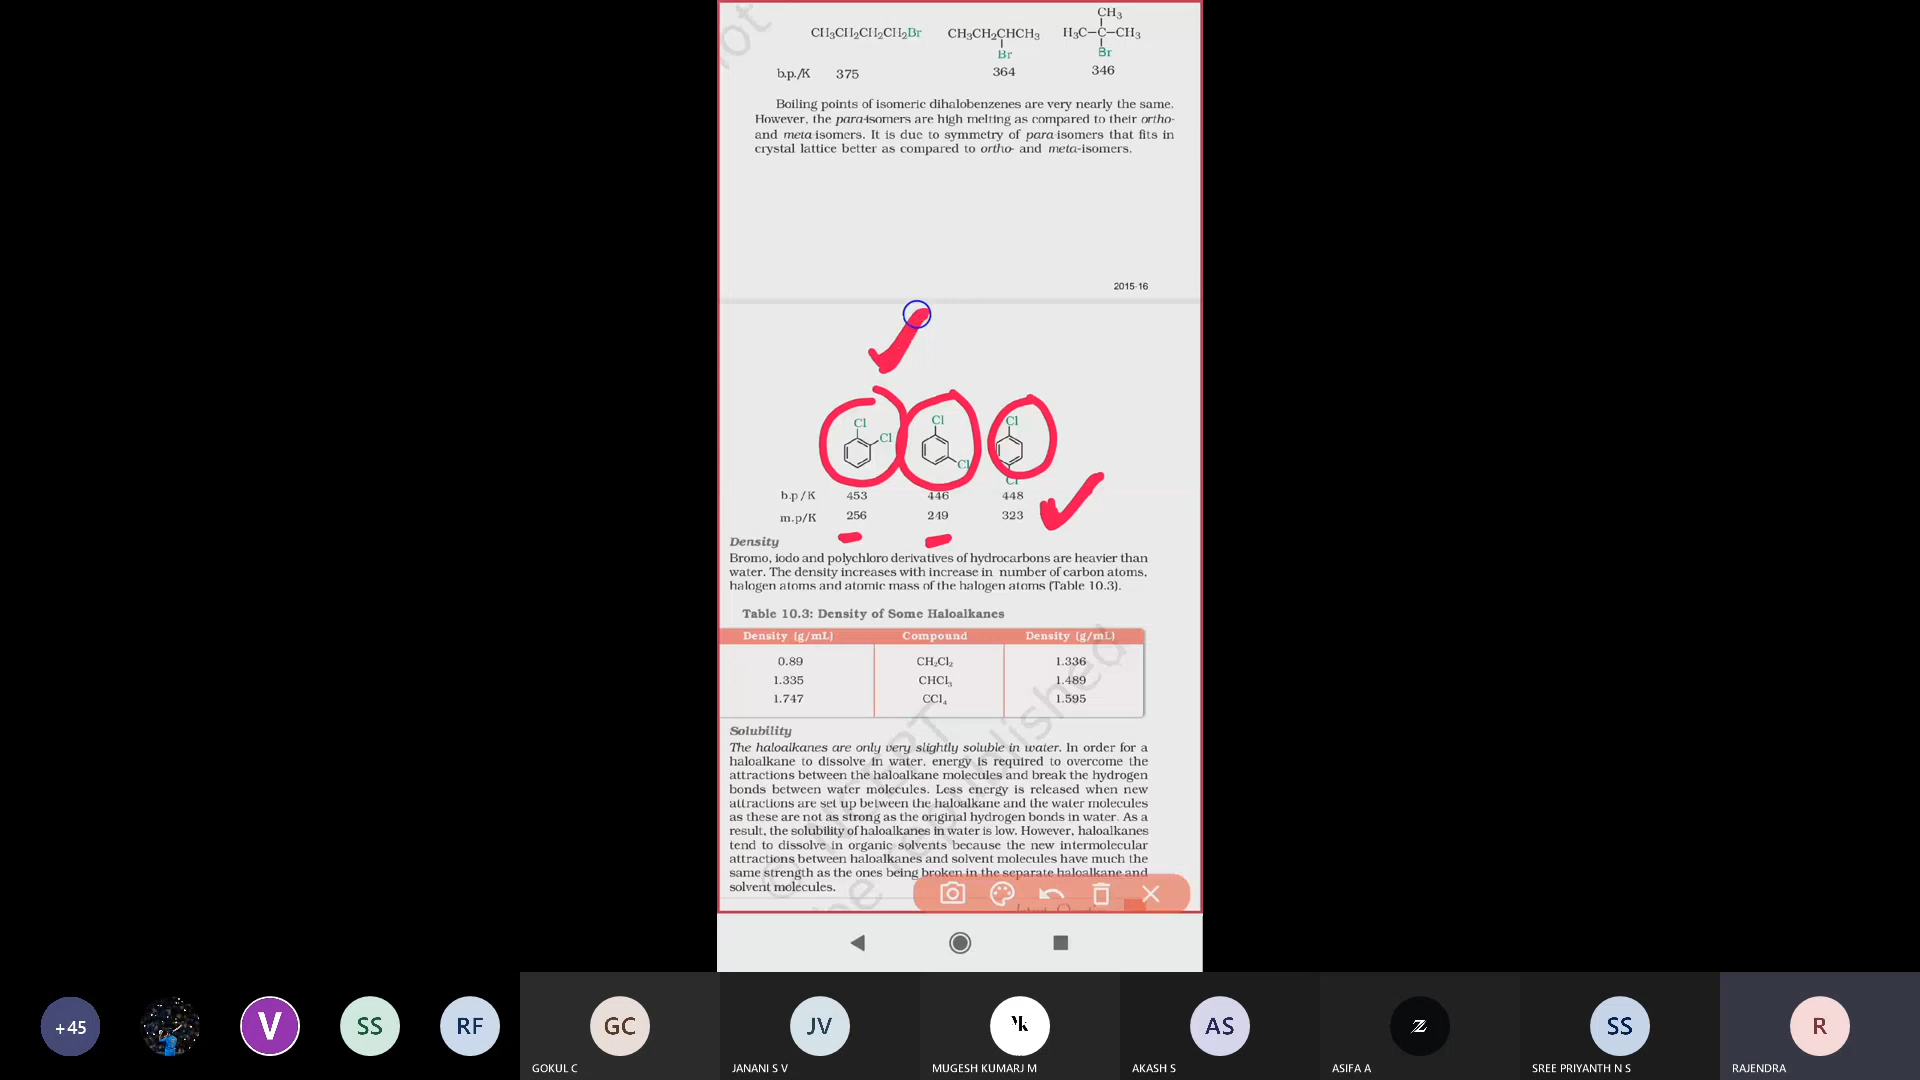 not
CH₃CH₂CH₂CH₂Br CH₃CH₂CHCH₃ H₃C–C–CH₃
CH₃
Br Br
b.p./K 375 364 346
Boiling points of isomeric dihalobenzenes are very nearly the same.
However, the para-isomers are high melting as compared to their ortho-
and meta-isomers. It is due to symmetry of para-isomers that fits in
crystal lattice better as compared to ortho- and meta-isomers.
2015-16
Cl Cl Cl
Cl Cl Cl
b.p/K 453 446 448
m.p/K 256 249 323
Density
Bromo, iodo and polychloro derivatives of hydrocarbons are heavier than
water. The density increases with increase in number of carbon atoms,
halogen atoms and atomic mass of the halogen atoms (Table 10.3).
Table 10.3: Density of Some Haloalkanes
Density (g/mL) Compound Density (g/mL)
0.89 CH₂Cl₂ 1.336
1.335 CHCl₃ 1.489
1.747 CCl₄ 1.595
Solubility
The haloalkanes are only very slightly soluble in water. In order for a
haloalkane to dissolve in water, energy is required to overcome the
attractions between the haloalkane molecules and break the hydrogen
bonds between water molecules. Less energy is released when new
attractions are set up between the haloalkane and the water molecules
as these are not as strong as the original hydrogen bonds in water. As a
result, the solubility of haloalkanes in water is low. However, haloalkanes
tend to dissolve in organic solvents because the new intermolecular
attractions between haloalkanes and solvent molecules have much the
same strength as the ones being broken in the separate haloalkane and
solvent molecules.
© NCERT
be republished
+45 V SS RF GC JV AS SS R
GOKUL C JANANI S V MUGESH KUMARJ M AKASH S ASIFA A SREE PRIYANTH N S RAJENDRA